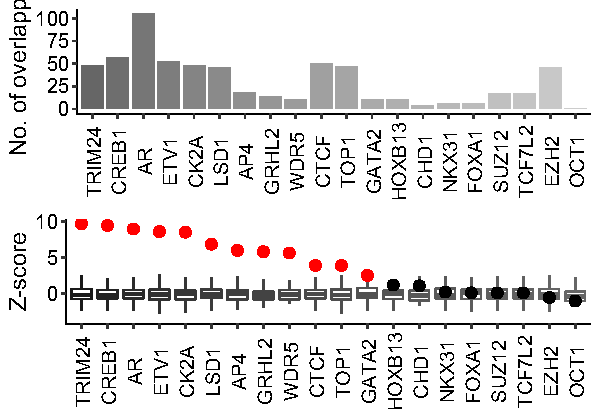 No. of overlapp
100
75
50
25
0
TRIM24 CREB1 AR ETV1 CK2A LSD1 AP4 GRHL2 WDR5 CTCF TOP1 GATA2 HOXB13 CHD1 NKX31 FOXA1 SUZ12 TCF7L2 EZH2 OCT1
Z-score
10
5
0
TRIM24 CREB1 AR ETV1 CK2A LSD1 AP4 GRHL2 WDR5 CTCF TOP1 GATA2 HOXB13 CHD1 NKX31 FOXA1 SUZ12 TCF7L2 EZH2 OCT1